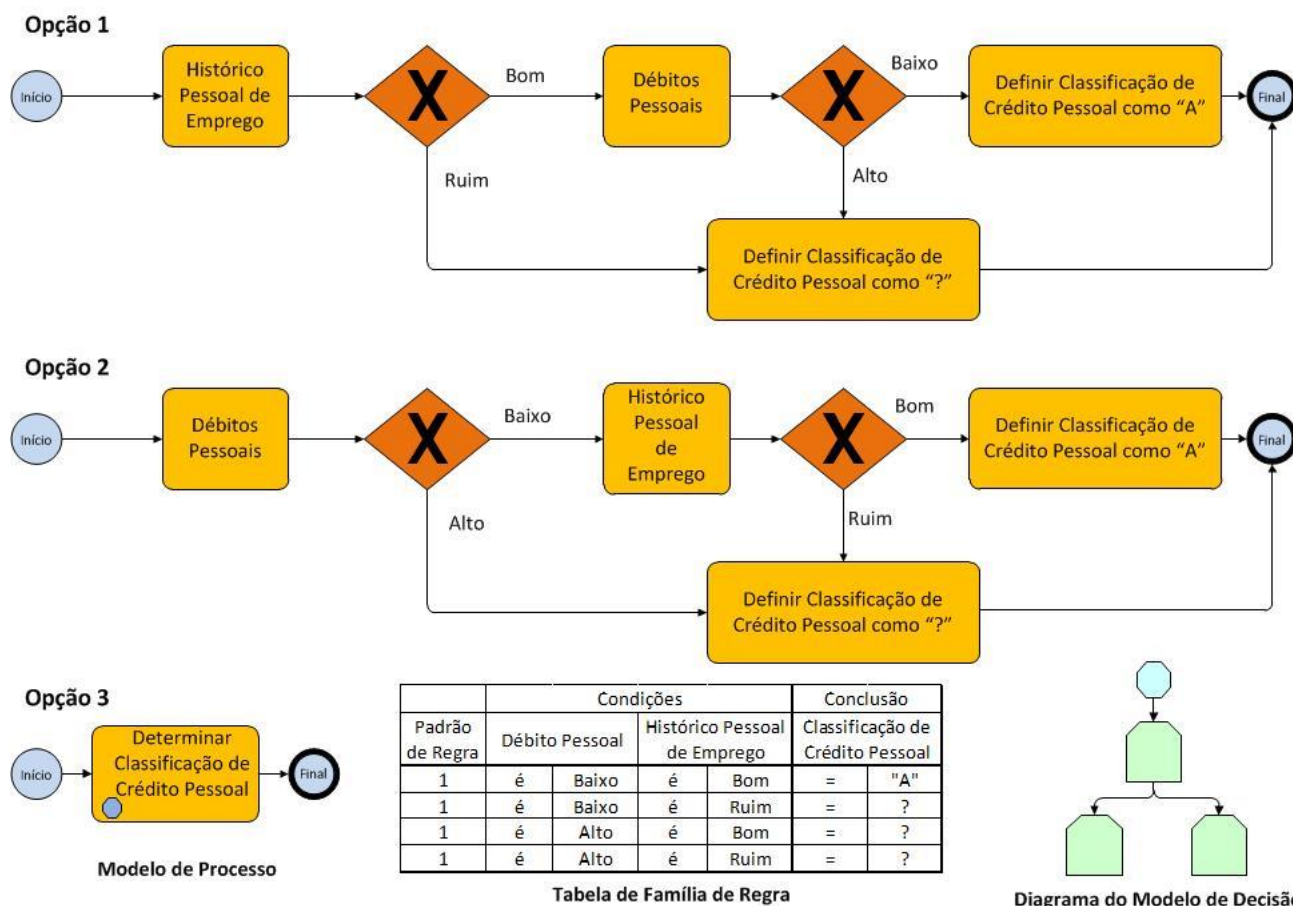 Opção 1
Início
Histórico
Pessoal de
Emprego
X
Bom
Ruim
Débitos
Pessoais
X
Baixo
Alto
Definir Classificação de
Crédito Pessoal como “A”
Definir Classificação de
Crédito Pessoal como “?”
Final
Opção 2
Início
Débitos
Pessoais
X
Baixo
Alto
Histórico
Pessoal
de
Emprego
X
Bom
Ruim
Definir Classificação de
Crédito Pessoal como “A”
Definir Classificação de
Crédito Pessoal como “?”
Final
Opção 3
Início
Determinar
Classificação de
Crédito Pessoal
Final
Modelo de Processo
Condições Conclusão
Padrão
de Regra
Débito Pessoal
Histórico Pessoal
de Emprego
Classificação de
Crédito Pessoal
1 é Baixo é Bom = "A"
1 é Baixo é Ruim = ?
1 é Alto é Bom = ?
1 é Alto é Ruim = ?
Tabela de Família de Regra
Diagrama do Modelo de Decisão